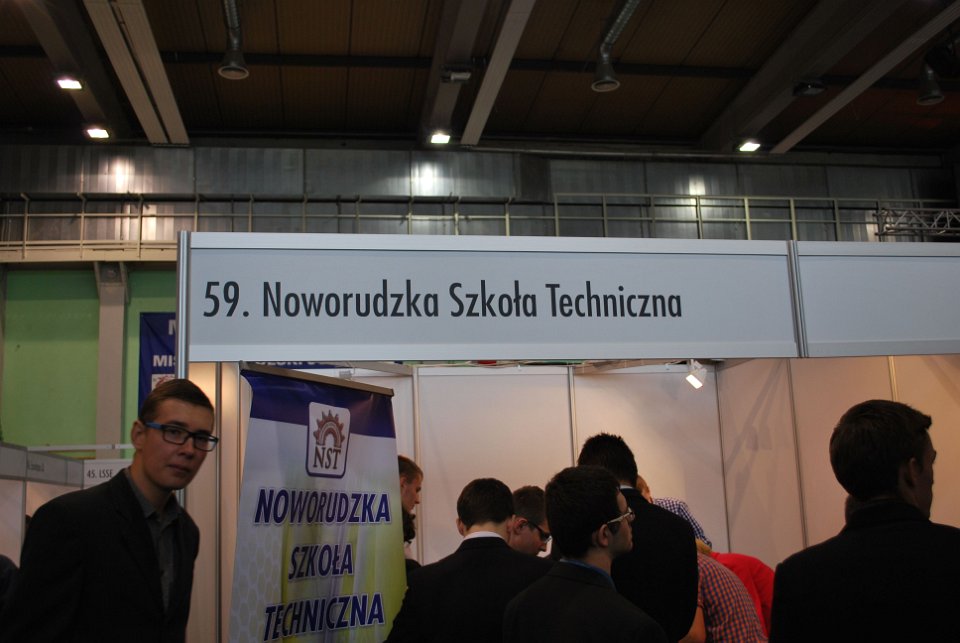 59. Noworudzka Szkoła Techniczna
NST
NOWORUDZKA
SZKOŁA
TECHNICZNA
45. LSSE